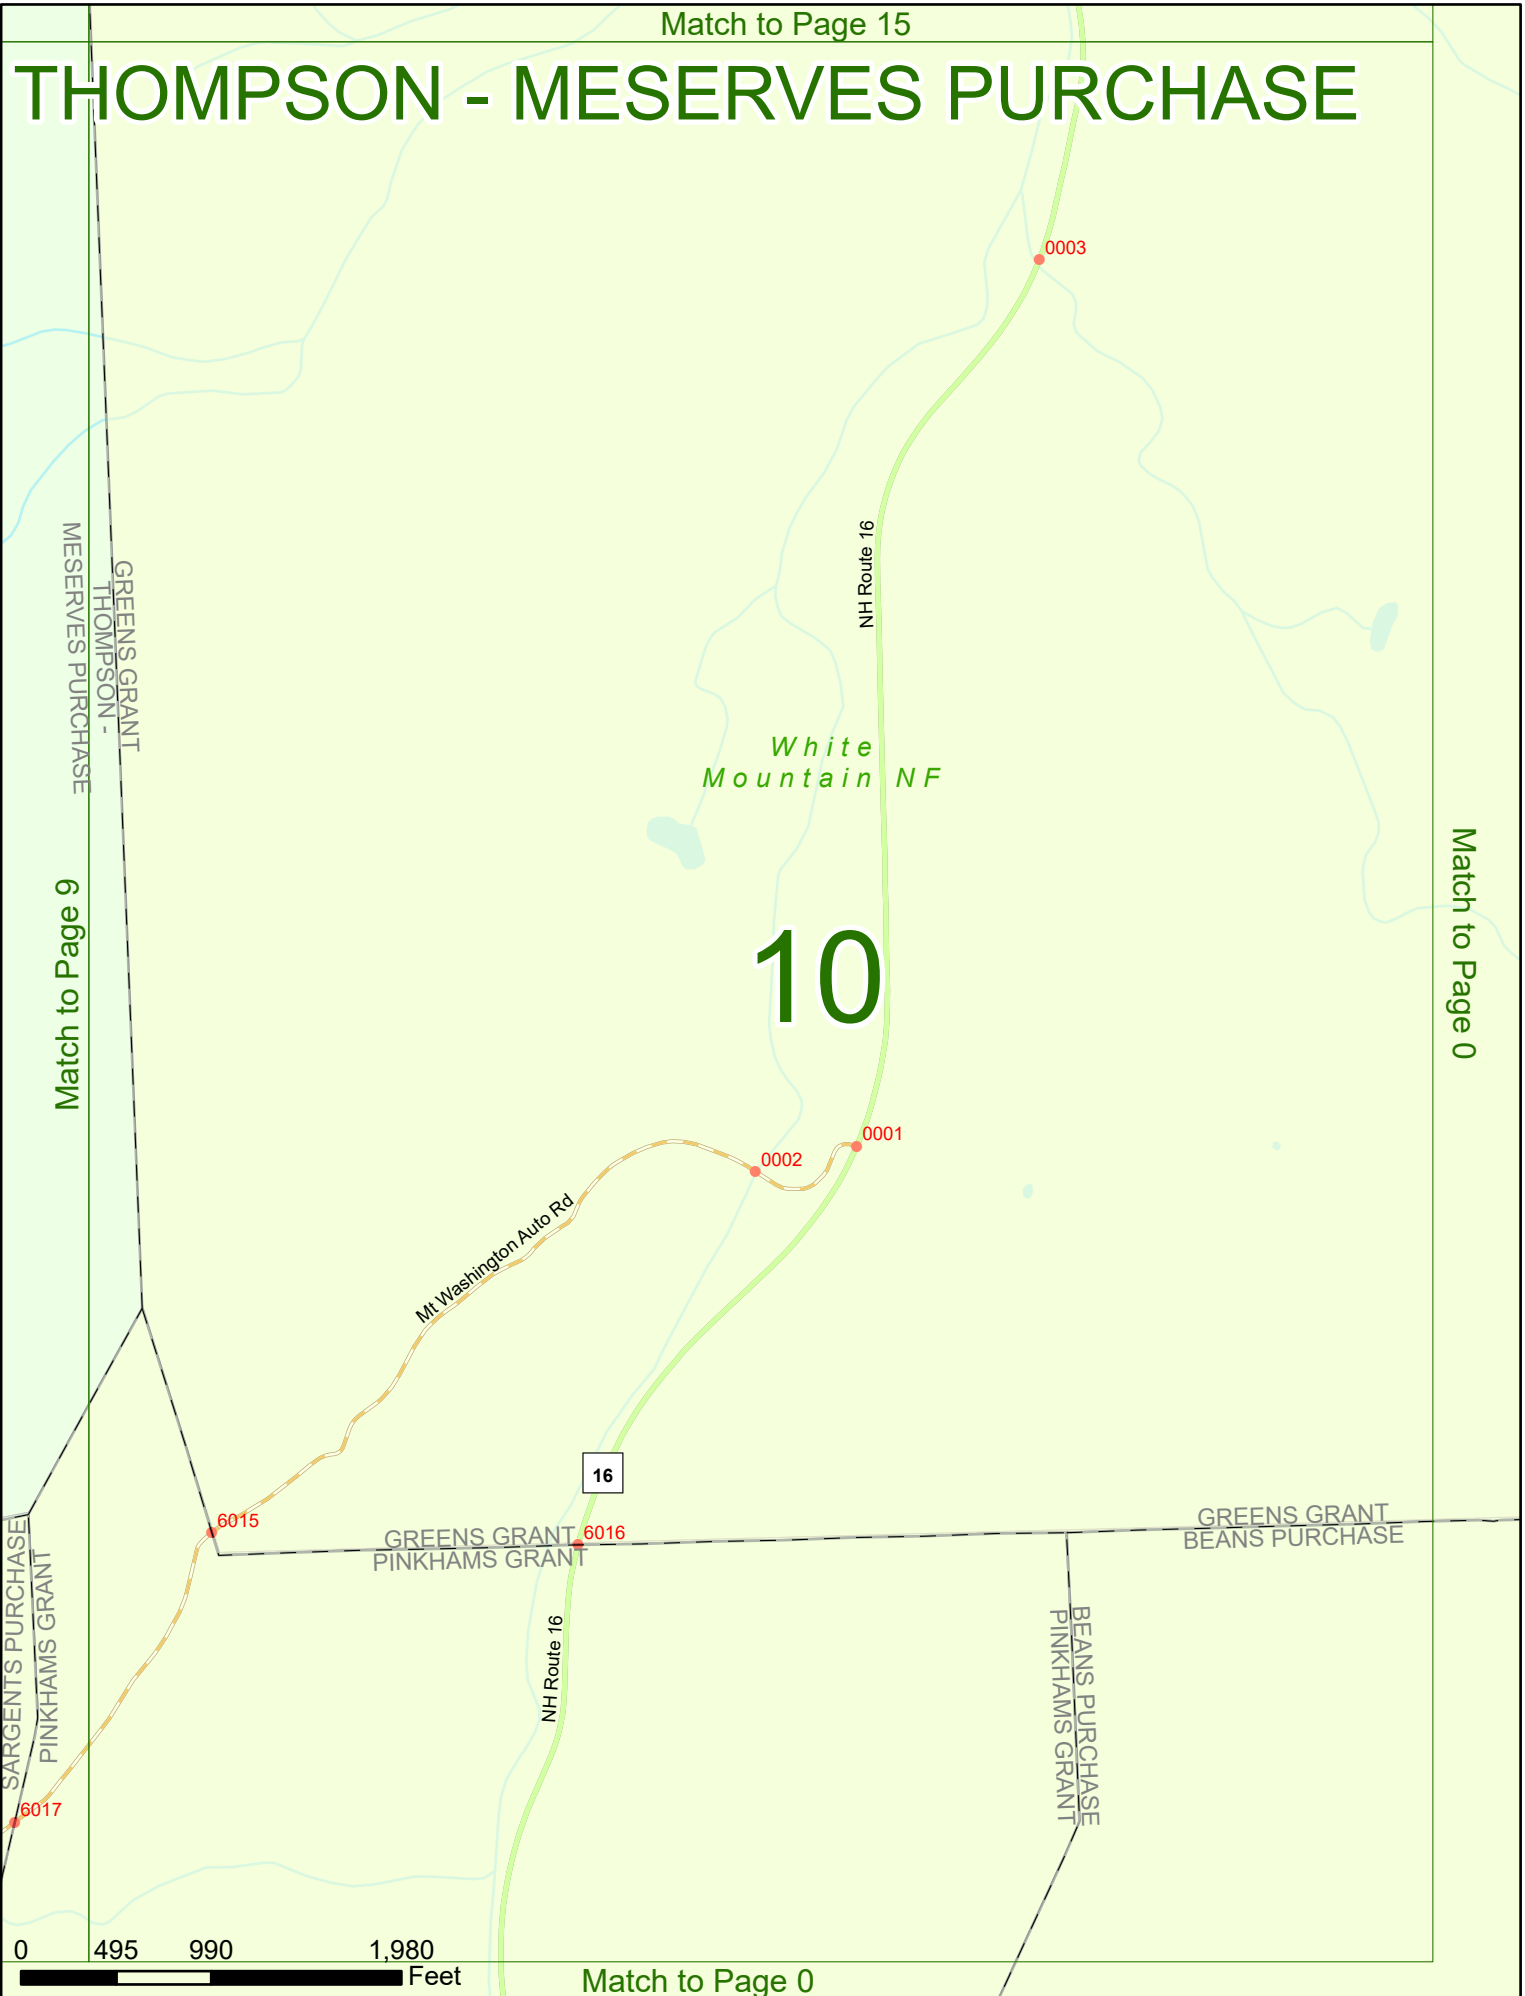 Match to Page 15
THOMPSON - MESERVES PURCHASE
0003
NH Route 16
GREENS GRANT
THOMPSON -
MESERVES PURCHASE
White
Mountain NF
Match to Page 9
Match to Page 0
10
0001
0002
Mt Washington Auto Rd
16
6015
6016
GREENS GRANT
PINKHAMS GRANT
GREENS GRANT
BEANS PURCHASE
SARGENTS PURCHASE
PINKHAMS GRANT
NH Route 16
BEANS PURCHASE
PINKHAMS GRANT
6017
0 495 990 1,980
Feet
Match to Page 0